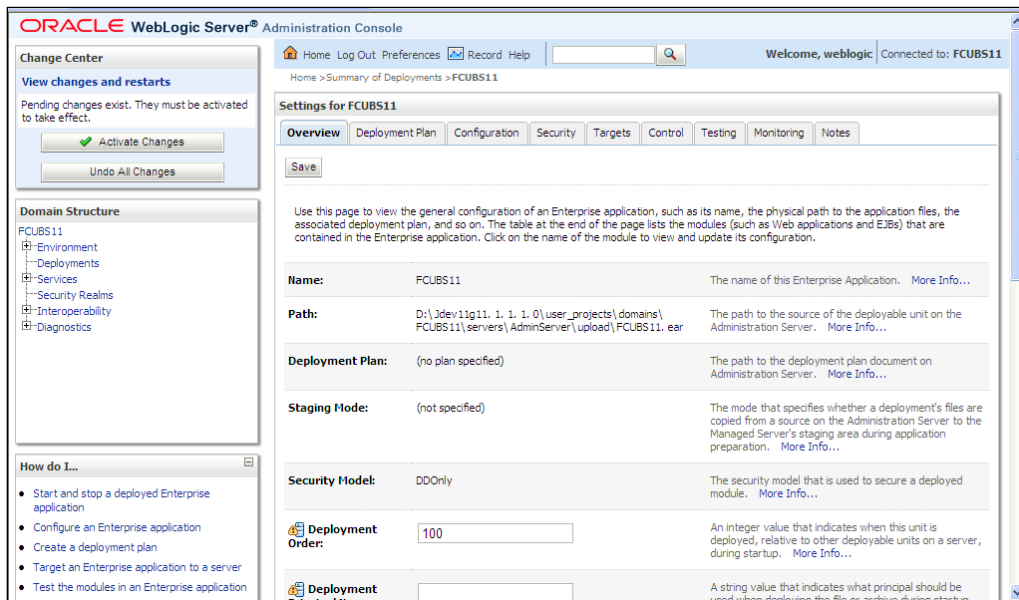 ORACLE WebLogic Server® Administration Console
Change Center
View changes and restarts
Pending changes exist. They must be activated
to take effect.
Activate Changes
Undo All Changes
Domain Structure
FCUBS11
Environment
Deployments
Services
Security Realms
Interoperability
Diagnostics
How do I...
Start and stop a deployed Enterprise
application
Configure an Enterprise application
Create a deployment plan
Target an Enterprise application to a server
Test the modules in an Enterprise application
Home Log Out Preferences Record Help
Welcome, weblogic Connected to: FCUBS11
Home >Summary of Deployments >FCUBS11
Settings for FCUBS11
Overview Deployment Plan Configuration Security Targets Control Testing Monitoring Notes
Save
Use this page to view the general configuration of an Enterprise application, such as its name, the physical path to the application files, the
associated deployment plan, and so on. The table at the end of the page lists the modules (such as Web applications and EJBs) that are
contained in the Enterprise application. Click on the name of the module to view and update its configuration.
Name: FCUBS11 The name of this Enterprise Application. More Info...
Path: D:\Jdev11g11. 1. 1. 1. 0\user_projects\domains\ The path to the source of the deployable unit on the
FCUBS11\servers\AdminServer\upload\FCUBS11. ear Administration Server. More Info...
Deployment Plan: (no plan specified) The path to the deployment plan document on
Administration Server. More Info...
Staging Mode: (not specified) The mode that specifies whether a deployment's files are
copied from a source on the Administration Server to the
Managed Server's staging area during application
preparation. More Info...
Security Model: DDOnly The security model that is used to secure a deployed
module. More Info...
Deployment 100 An integer value that indicates when this unit is
Order: deployed, relative to other deployable units on a server,
during startup. More Info...
Deployment A string value that indicates what principal should be
used when deploying the file or archive during startup